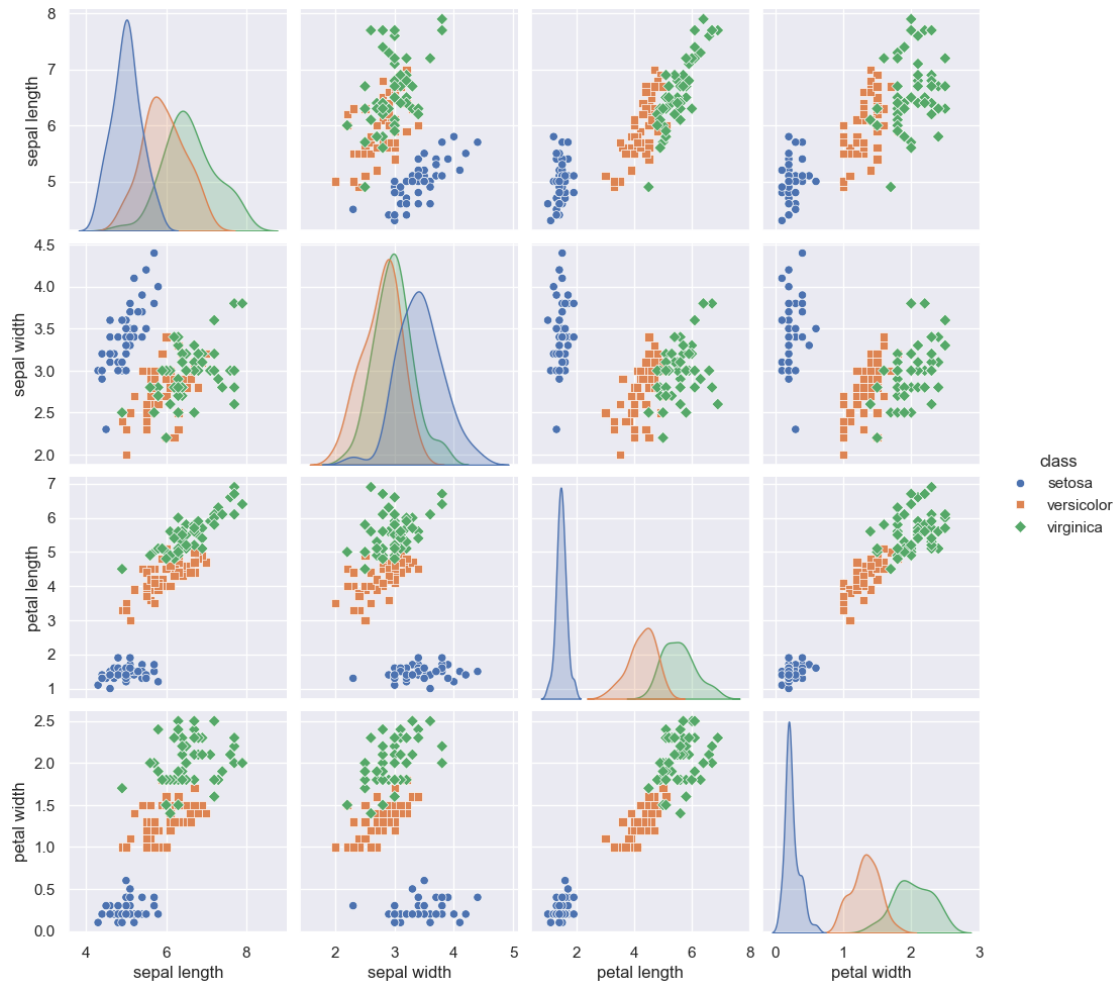 8
7
6
5
sepal length
4.5
4.0
3.5
3.0
2.5
2.0
sepal width
class
setosa
versicolor
virginica
7
6
5
4
3
2
1
petal length
2.5
2.0
1.5
1.0
0.5
0.0
petal width
4 6 8
sepal length
2 3 4 5
sepal width
2 4 6 8
petal length
0 1 2 3
petal width